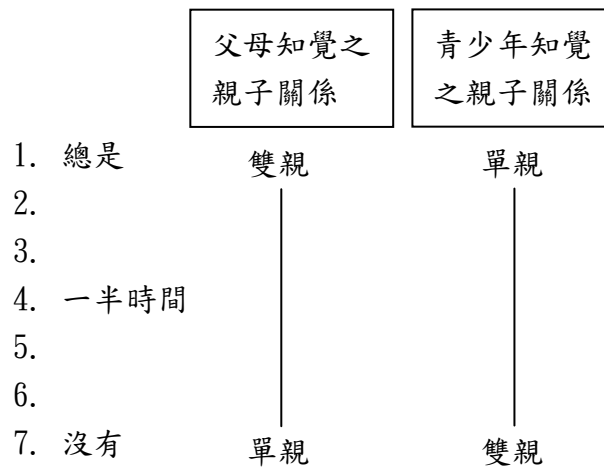 父母知覺之
親子關係
青少年知覺
之親子關係
1. 總是 雙親 單親
2.
3.
4. 一半時間
5.
6.
7. 沒有 單親 雙親